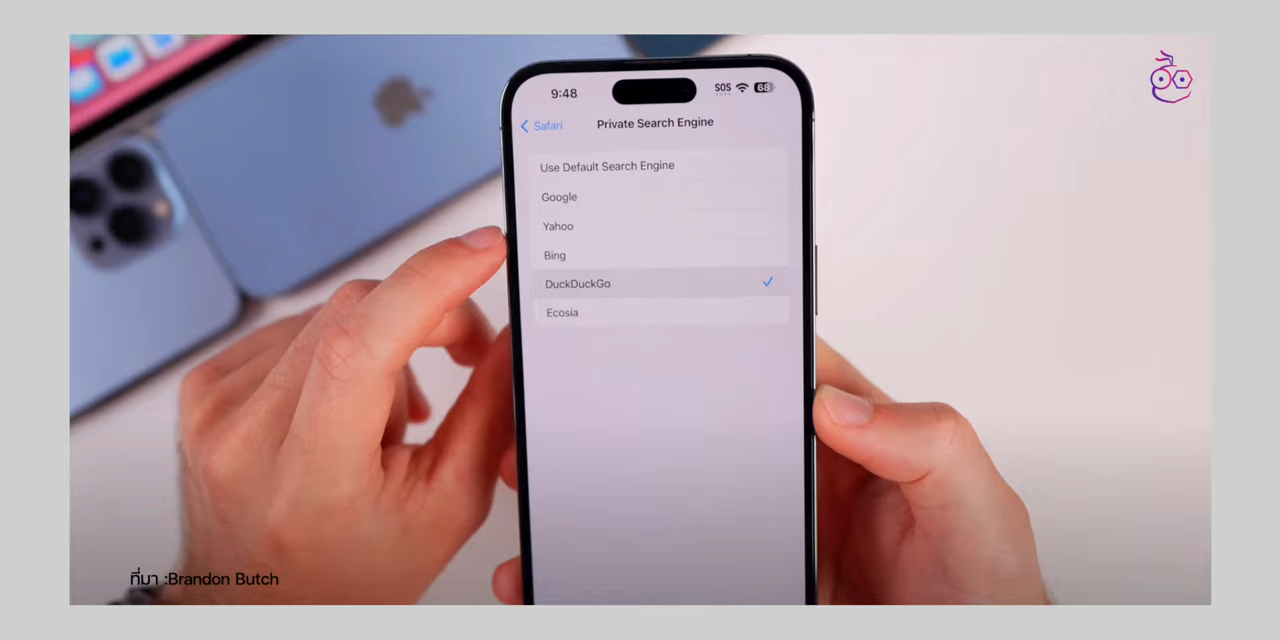 9:48
SOS
68
Safari
Private Search Engine
Use Default Search Engine
Google
Yahoo
Bing
DuckDuckGo
Ecosia
ที่มา :Brandon Butch